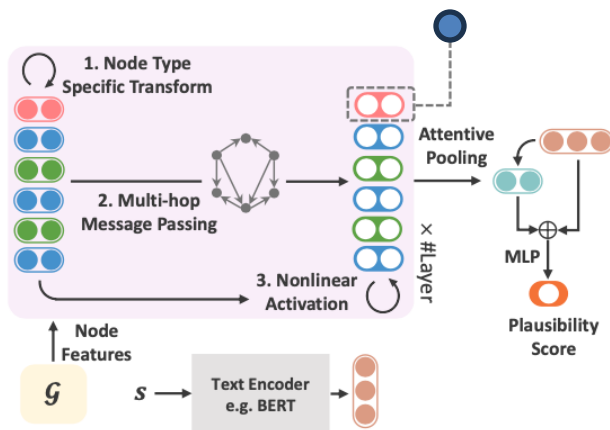 1. Node Type
Specific Transform
Attentive
Pooling
2. Multi-hop
Message Passing
× #Layer
MLP
3. Nonlinear
Activation
Plausibility
Score
Node
Features
𝒢
s
Text Encoder
e.g. BERT